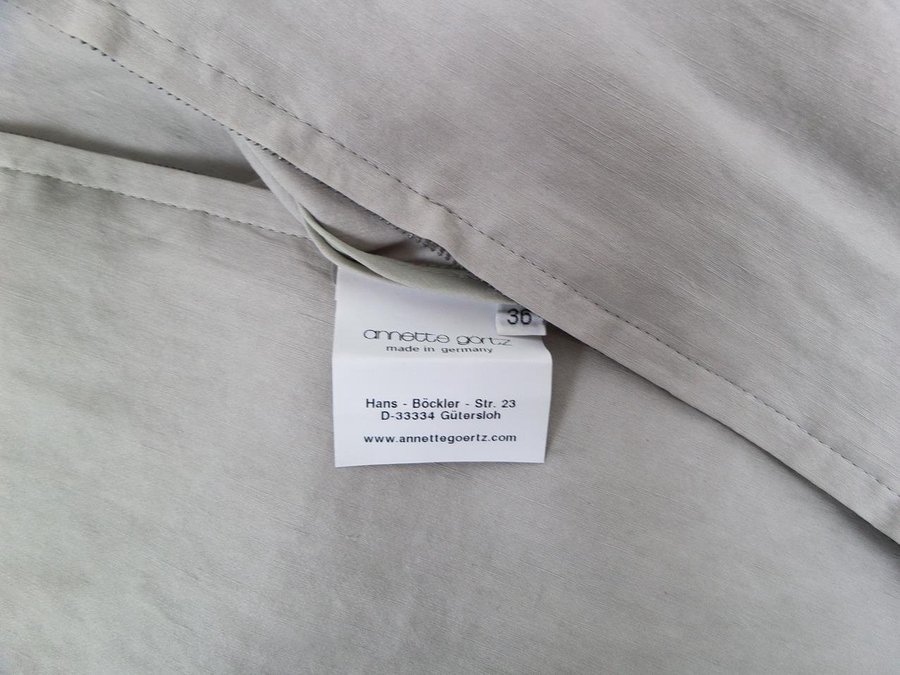 36
annette görtz
made in germany
Hans - Böckler - Str. 23
D-33334 Gütersloh
www.annettegoertz.com